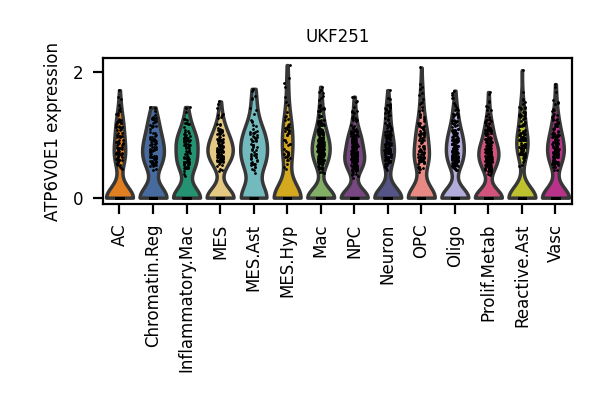 UKF251
ATP6V0E1 expression
2
0
AC
Chromatin.Reg
Inflammatory.Mac
MES
MES.Ast
MES.Hyp
Mac
NPC
Neuron
OPC
Oligo
Prolif.Metab
Reactive.Ast
Vasc